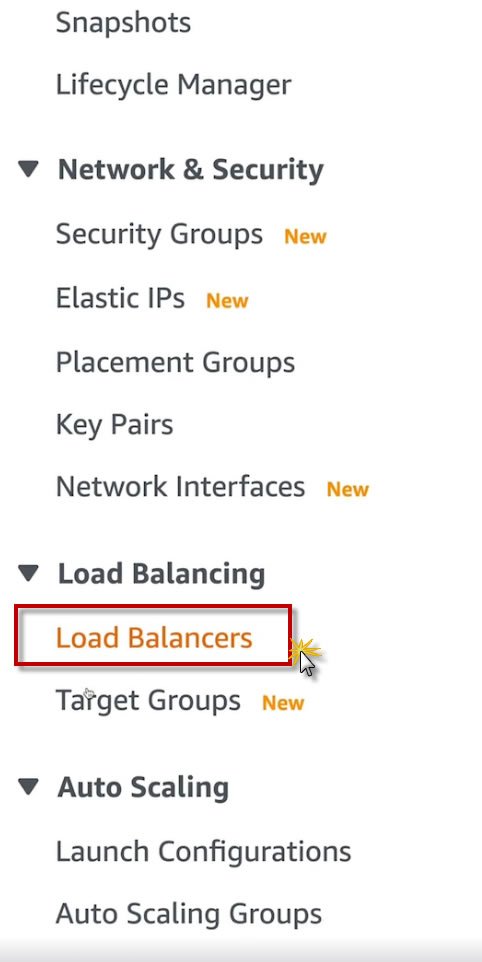 Snapshots
Lifecycle Manager
Network & Security
Security Groups New
Elastic IPs New
Placement Groups
Key Pairs
Network Interfaces New
Load Balancing
Load Balancers
Target Groups New
Auto Scaling
Launch Configurations
Auto Scaling Groups